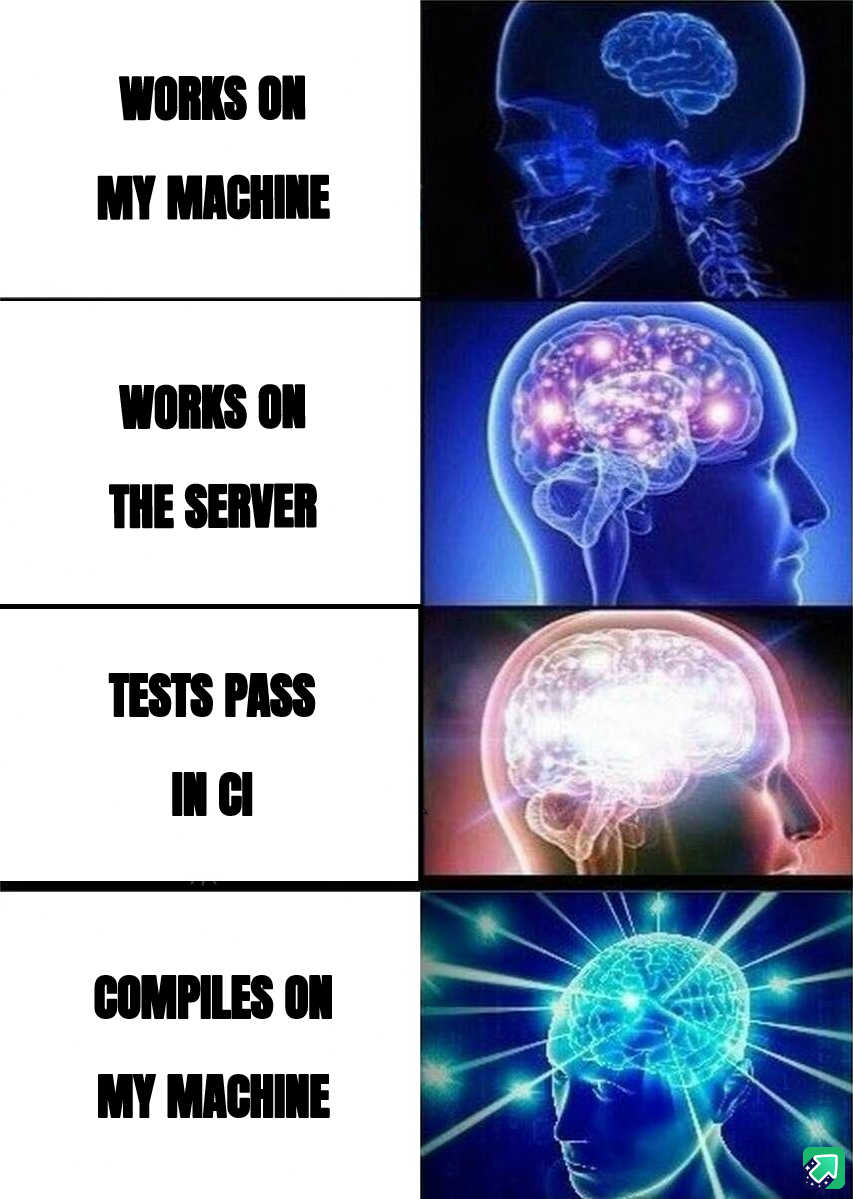 WORKS ON
MY MACHINE
WORKS ON
THE SERVER
TESTS PASS
IN CI
COMPILES ON
MY MACHINE